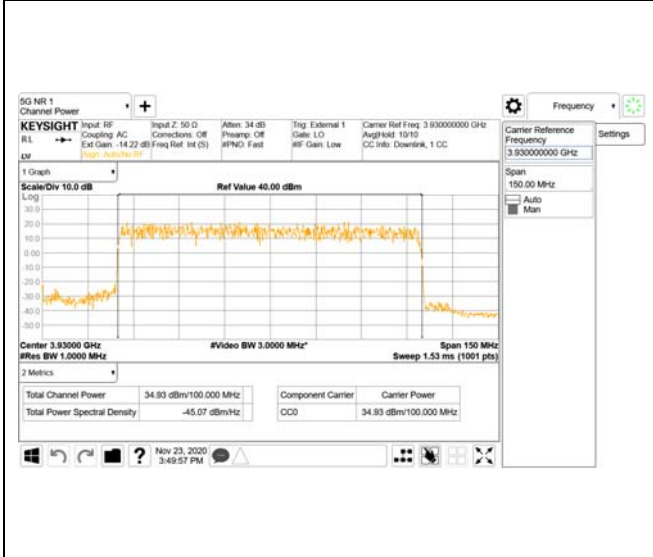 5G NR 1
Channel Power
+
Frequency
KEYSIGHT
RL
Input: RF
Coupling: AC
Ext Gain: -14.22 dB
Align: Auto/No RF
Input Z: 50 Ω
Corrections: Off
Freq Ref: Int (S)
Atten: 34 dB
Preamp: Off
#PNO: Fast
Trig: External 1
Gate: LO
#IF Gain: Low
Carrier Ref Freq: 3.930000000 GHz
Avg|Hold: 10/10
CC Info: Downlink, 1 CC
Carrier Reference
Frequency
3.930000000 GHz
Settings
Span
150.00 MHz
Auto
Man
1 Graph
Scale/Div 10.0 dB
Ref Value 40.00 dBm
Log
30.0
20.0
10.0
0.00
-10.0
-20.0
-30.0
-40.0
-50.0
Center 3.93000 GHz
#Video BW 3.0000 MHz*
Span 150 MHz
#Res BW 1.0000 MHz
Sweep 1.53 ms (1001 pts)
2 Metrics
Total Channel Power 34.93 dBm/100.000 MHz
Total Power Spectral Density -45.07 dBm/Hz
Component Carrier Carrier Power
CC0 34.93 dBm/100.000 MHz
?
Nov 23, 2020
3:49:57 PM